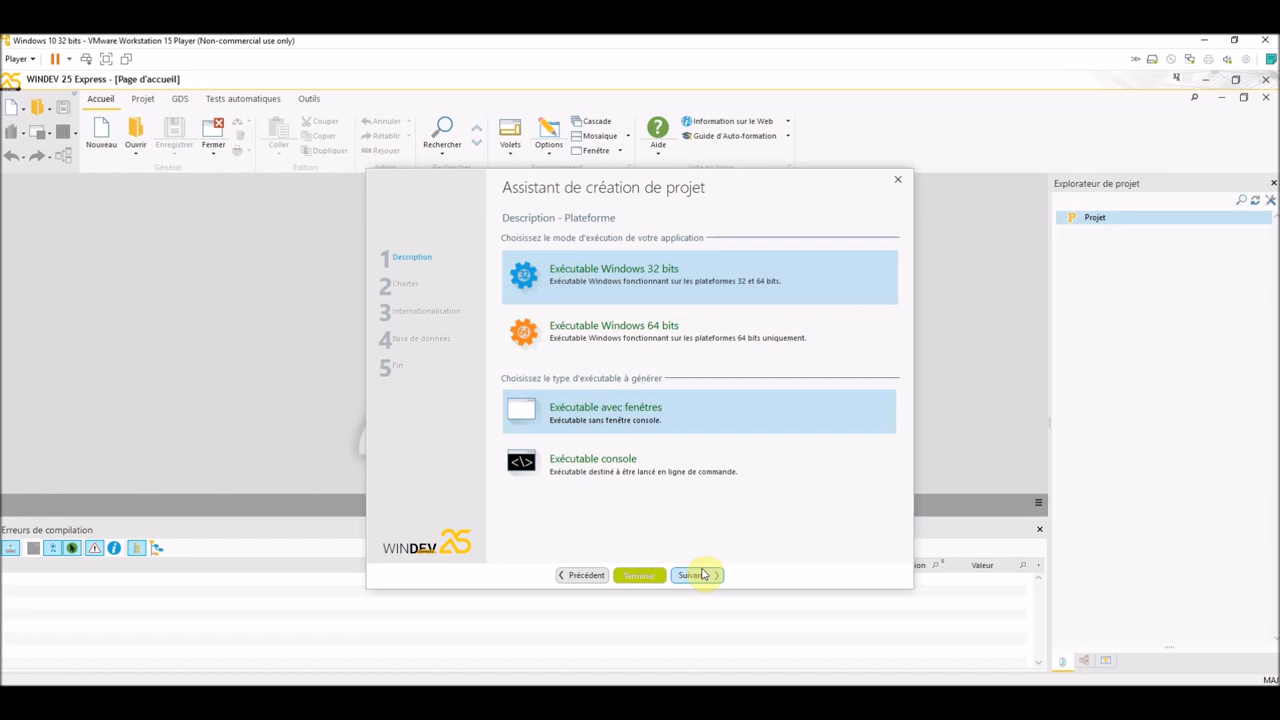 Windows 10 32 bits - VMware Workstation 15 Player (Non-commercial use only)
Player
WINDEV 25 Express - [Page d'accueil]
32
Accueil Projet GDS Tests automatiques Outils
Nouveau Ouvrir Enregistrer Fermer
Général
Coller Couper
Copier
Dupliquer
Edition
Annuler
Rétablir
Rejouer
Rechercher
Volets Options Cascade
Mosaïque
Fenêtre
Environnement
Aide Information sur le Web
Guide d'Auto-formation
Assistant de création de projet
Description - Plateforme
Choisissez le mode d'exécution de votre application
1 Description
2 Chartes
3 Internationalisation
4 Base de données
5 Fin
32
Exécutable Windows 32 bits
Exécutable Windows fonctionnant sur les plateformes 32 et 64 bits.
64
Exécutable Windows 64 bits
Exécutable Windows fonctionnant sur les plateformes 64 bits uniquement.
Choisissez le type d'exécutable à générer
Exécutable avec fenêtres
Exécutable sans fenêtre console.
<\>
Exécutable console
Exécutable destiné à être lancé en ligne de commande.
WINDEV EXPRESS 25
< Précédent Terminer
Explorateur de projet
P Projet
Erreurs de compilation
ion Valeur
MAJ